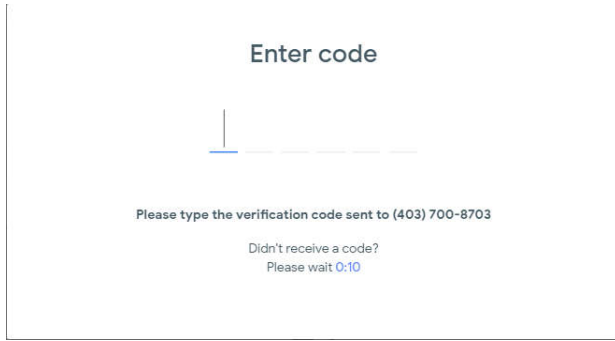 Enter code
Please type the verification code sent to (403) 700-8703
Didn't receive a code?
Please wait 0:10